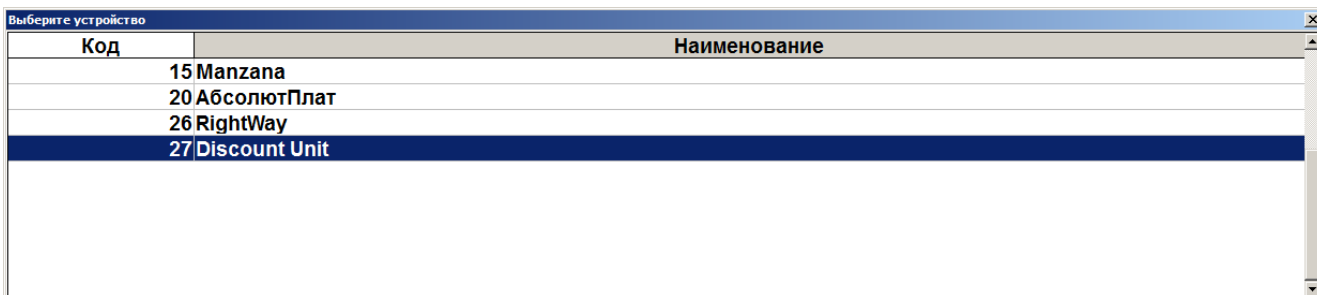 Выберите устройство
Код Наименование
15 Manzana
20 АбсолютПлат
26 RightWay
27 Discount Unit